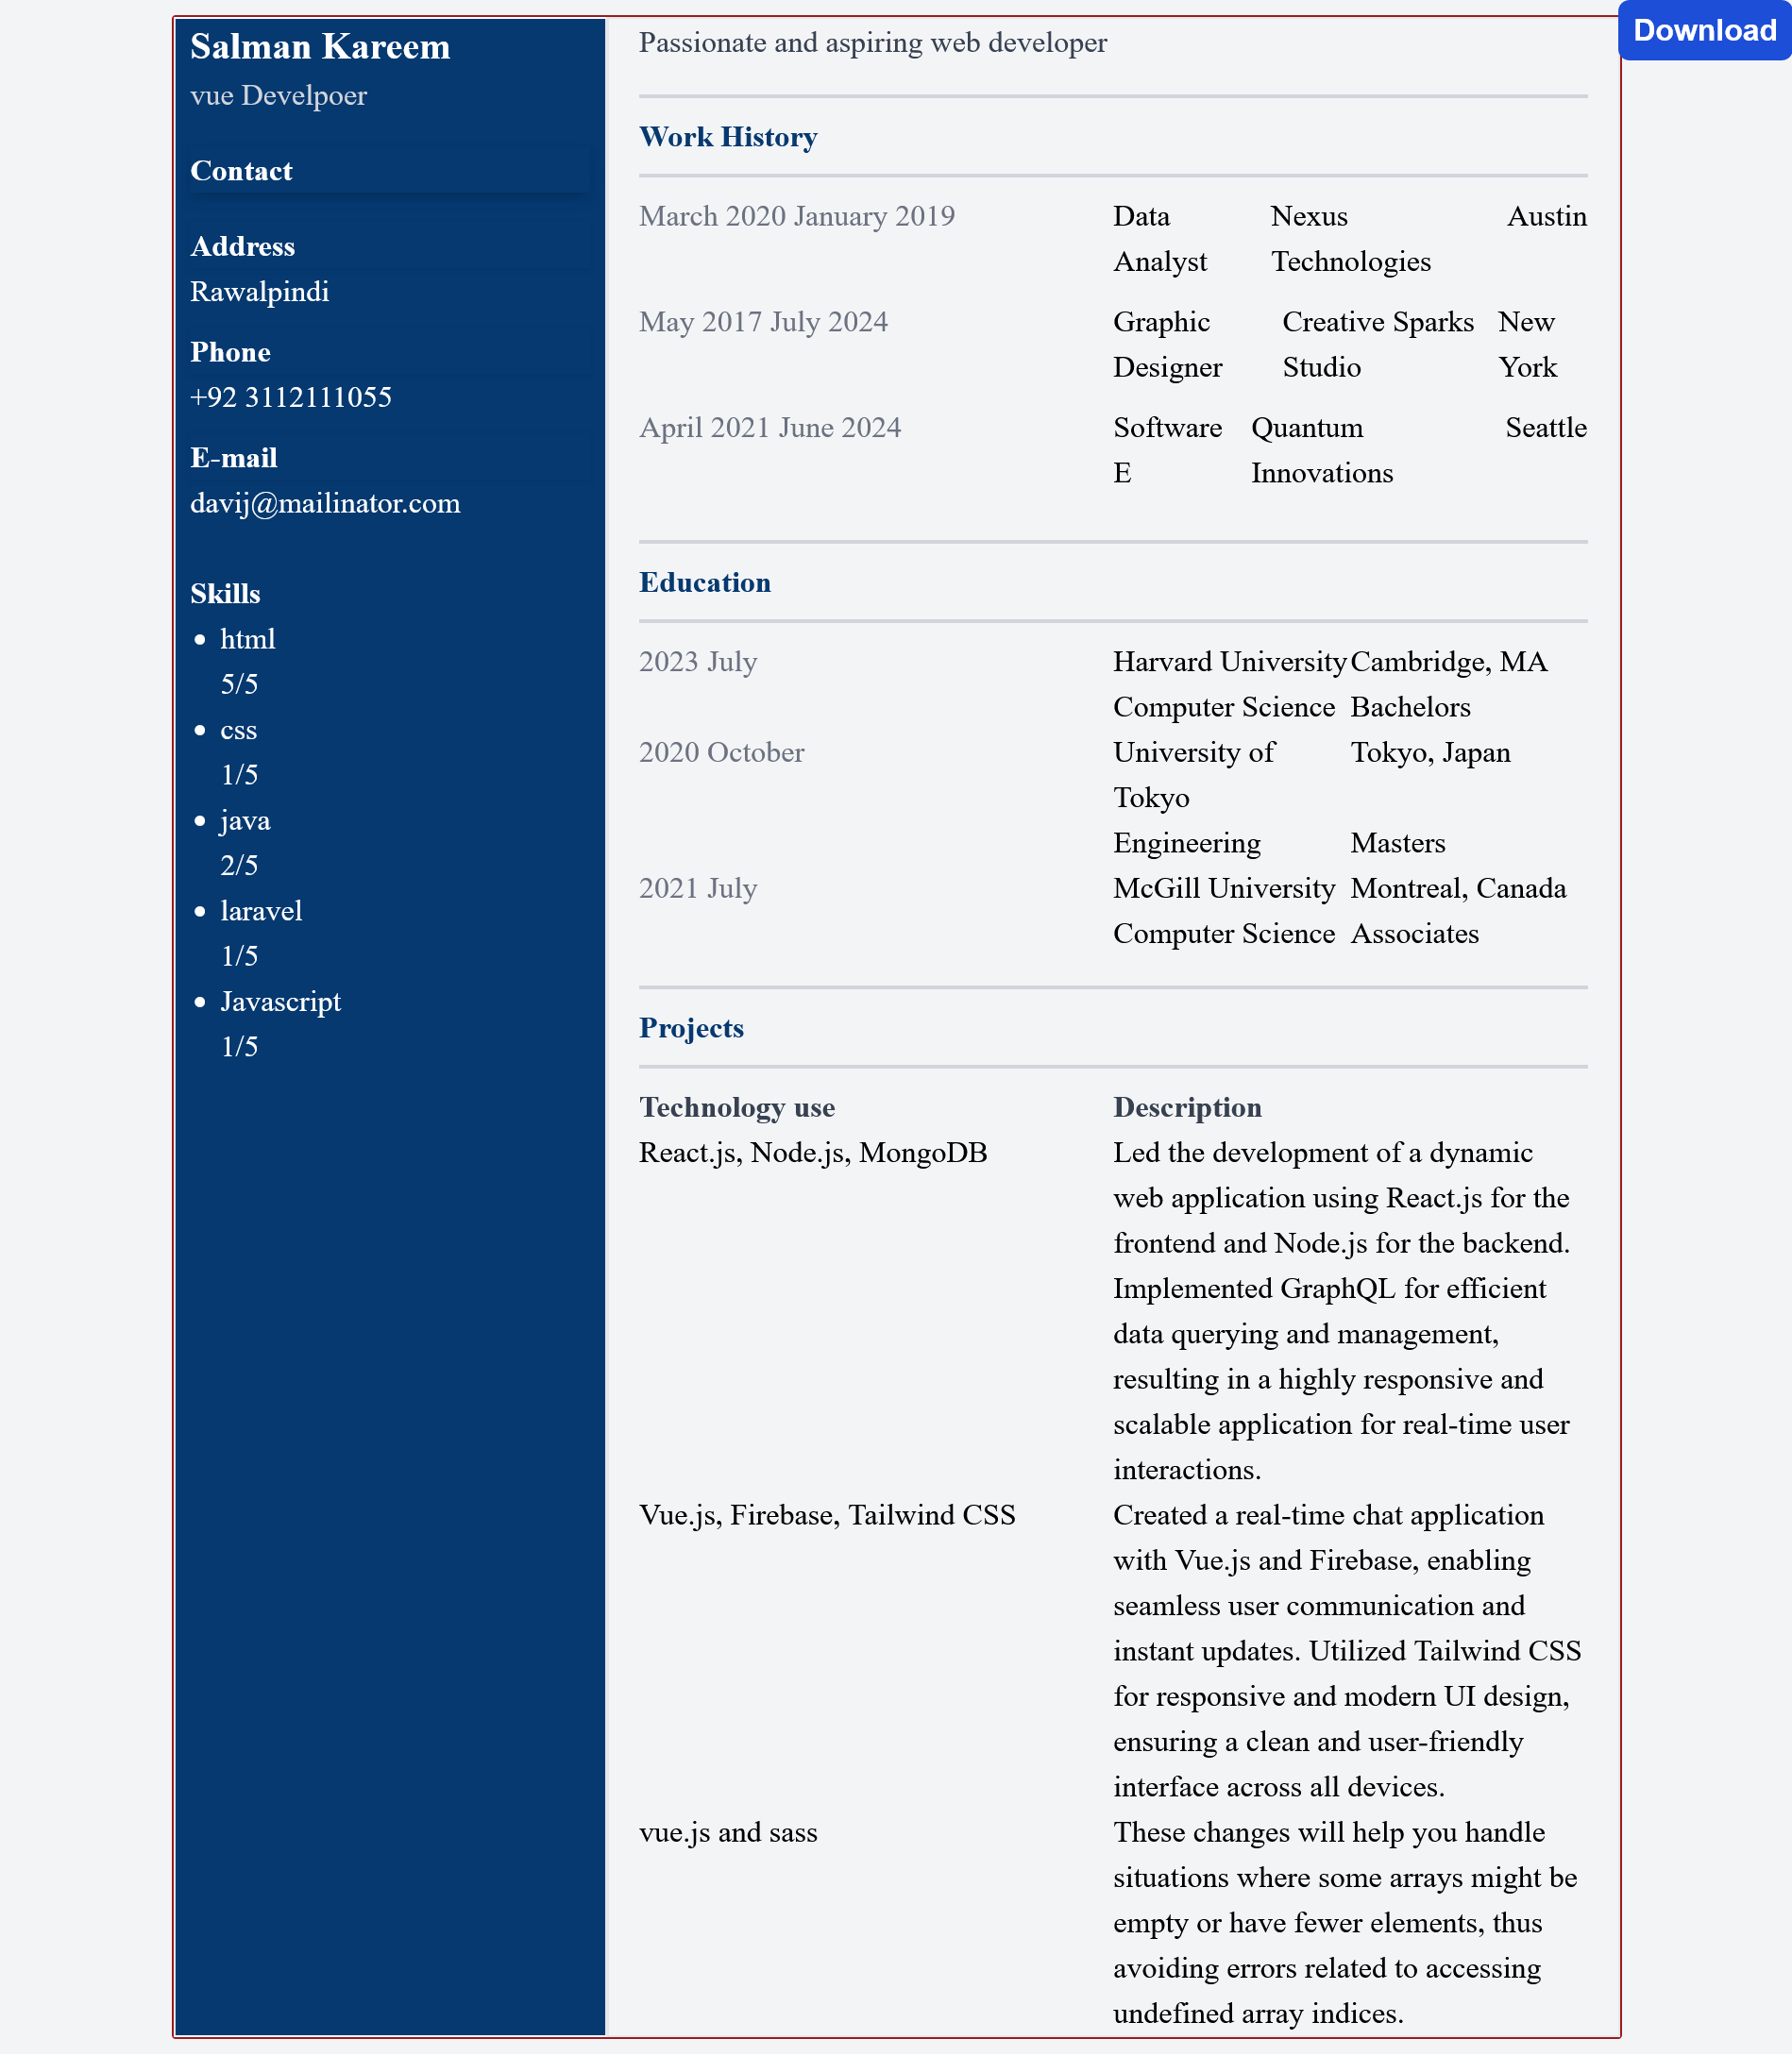 Download
Salman Kareem
vue Develpoer
Contact
Address
Rawalpindi
Phone
+92 3112111055
E-mail
davij@mailinator.com
Skills
html
5/5
css
1/5
java
2/5
laravel
1/5
Javascript
1/5
Passionate and aspiring web developer
Work History
March 2020 January 2019
Data
Analyst
Nexus
Technologies
Austin
May 2017 July 2024
Graphic
Designer
Creative Sparks
Studio
New
York
April 2021 June 2024
Software
E
Quantum
Innovations
Seattle
Education
2023 July
Harvard University
Cambridge, MA
Computer Science
Bachelors
2020 October
University of
Tokyo
Tokyo, Japan
Engineering
Masters
2021 July
McGill University
Montreal, Canada
Computer Science
Associates
Projects
Technology use
Description
React.js, Node.js, MongoDB
Led the development of a dynamic
web application using React.js for the
frontend and Node.js for the backend.
Implemented GraphQL for efficient
data querying and management,
resulting in a highly responsive and
scalable application for real-time user
interactions.
Vue.js, Firebase, Tailwind CSS
Created a real-time chat application
with Vue.js and Firebase, enabling
seamless user communication and
instant updates. Utilized Tailwind CSS
for responsive and modern UI design,
ensuring a clean and user-friendly
interface across all devices.
vue.js and sass
These changes will help you handle
situations where some arrays might be
empty or have fewer elements, thus
avoiding errors related to accessing
undefined array indices.